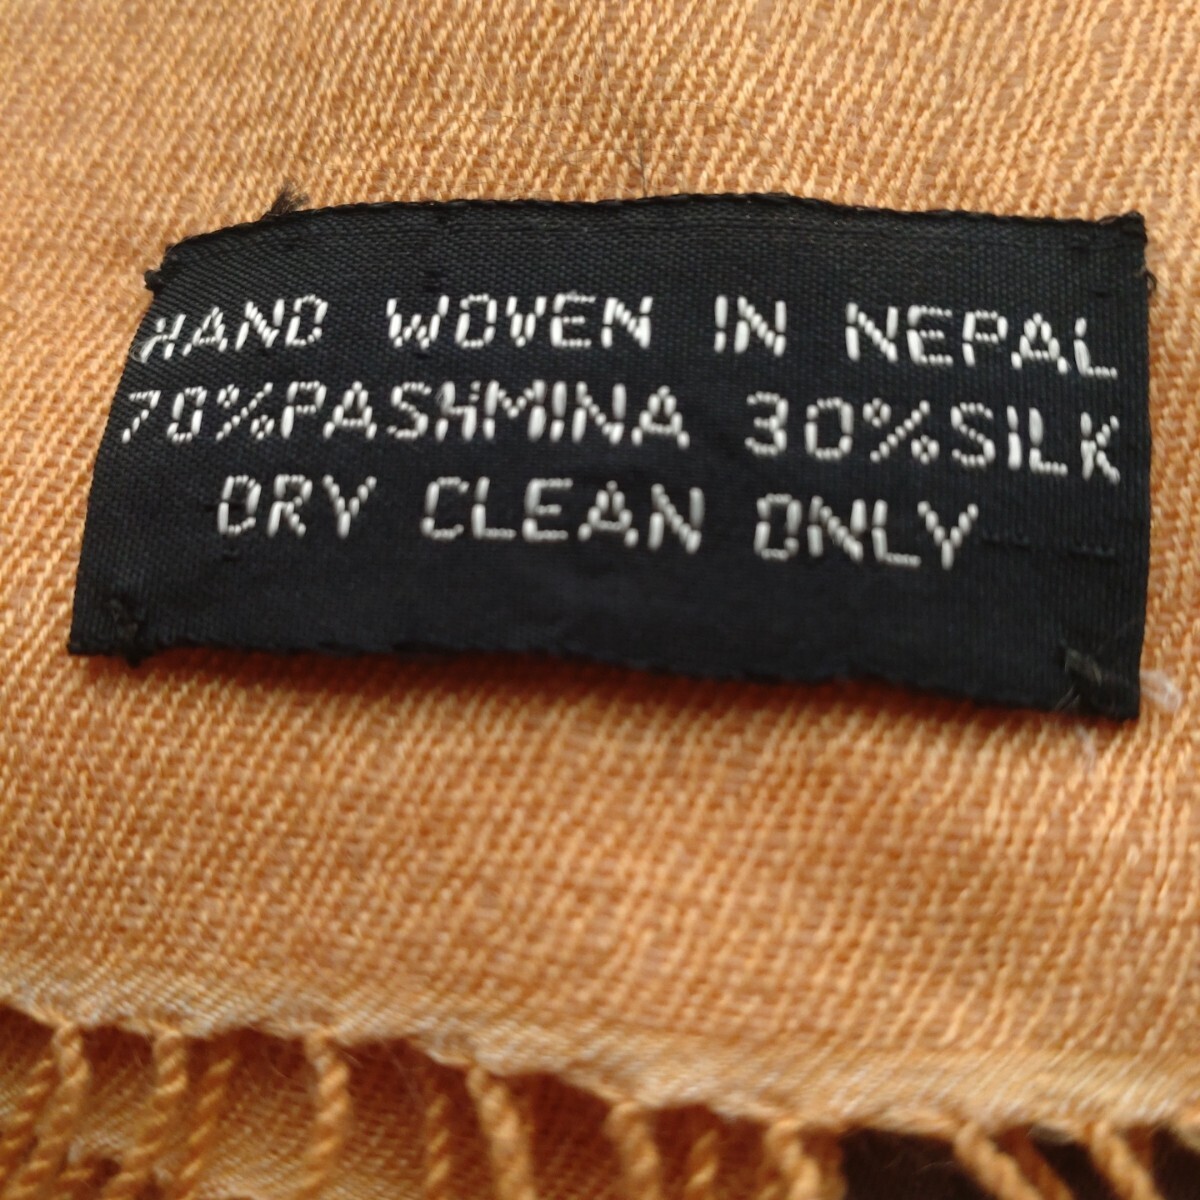 HAND WOVEN IN NEPAL
70%PASHMINA 30%SILK
DRY CLEAN ONLY